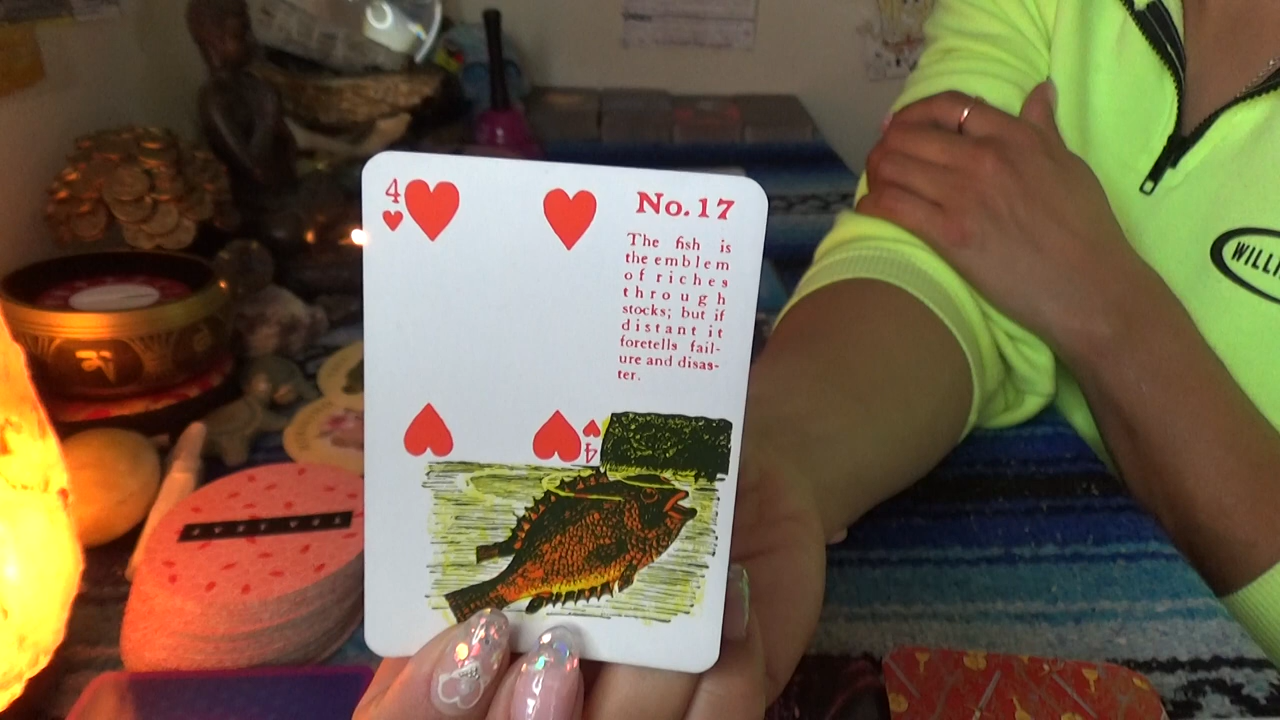 4
No. 17
The fish is
the emblem
of riches
through
stocks; but if
distant it
foretells fail-
ure and disas-
ter.
4
WILLI